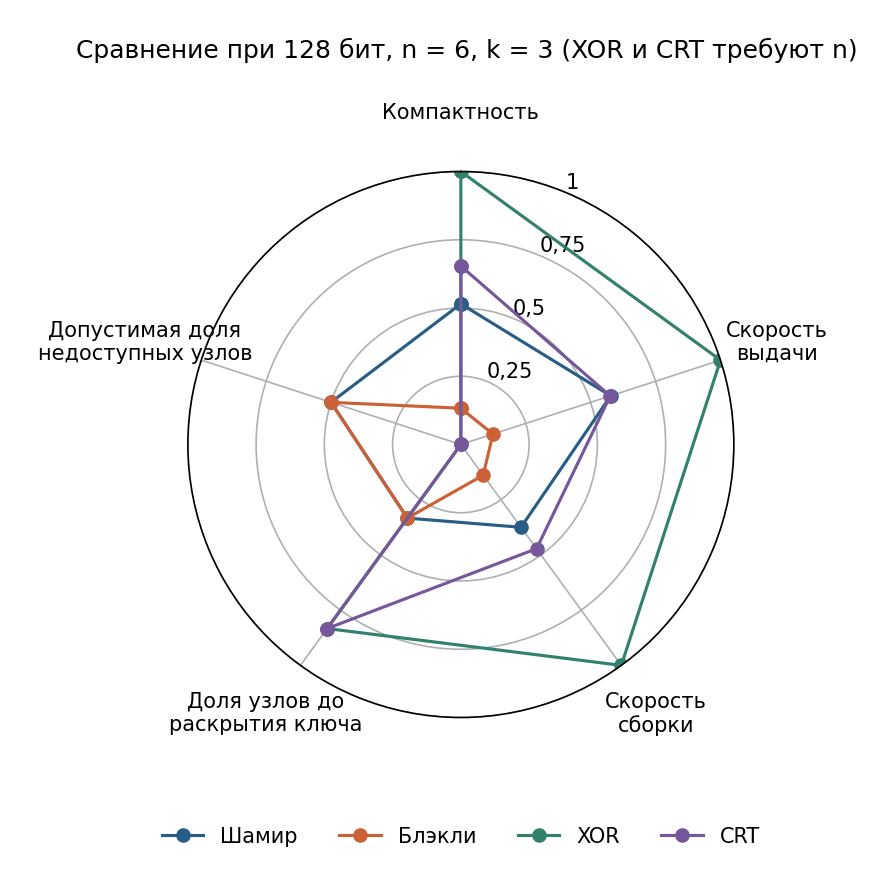 Сравнение при 128 бит, n = 6, k = 3 (XOR и CRT требуют n)
Компактность
1
0,75
0,5
0,25
Скорость
выдачи
Допустимая доля
недоступных узлов
Доля узлов до
раскрытия ключа
Скорость
сборки
Шамир
Блэкли
XOR
CRT